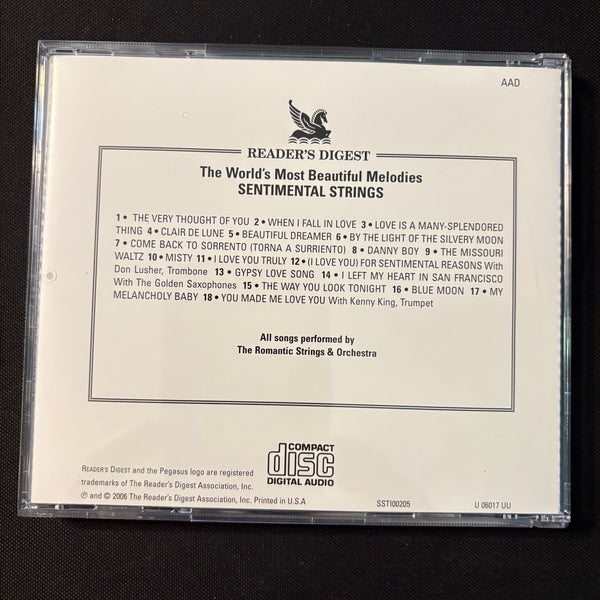 AAD
READER'S DIGEST
The World's Most Beautiful Melodies
SENTIMENTAL STRINGS
1 • THE VERY THOUGHT OF YOU 2 • WHEN I FALL IN LOVE 3 • LOVE IS A MANY-SPLENDORED
THING 4 • CLAIR DE LUNE 5 • BEAUTIFUL DREAMER 6 • BY THE LIGHT OF THE SILVERY MOON
7 • COME BACK TO SORRENTO (TORNA A SURRIENTO) 8 • DANNY BOY 9 • THE MISSOURI
WALTZ 10 • MISTY 11 • I LOVE YOU TRULY 12 • (I LOVE YOU) FOR SENTIMENTAL REASONS With
Don Lusher, Trombone 13 • GYPSY LOVE SONG 14 • I LEFT MY HEART IN SAN FRANCISCO
With The Golden Saxophones 15 • THE WAY YOU LOOK TONIGHT 16 • BLUE MOON 17 • MY
MELANCHOLY BABY 18 • YOU MADE ME LOVE YOU With Kenny King, Trumpet
All songs performed by
The Romantic Strings & Orchestra
COMPACT
disc
DIGITAL AUDIO
READER'S DIGEST and the Pegasus logo are registered
trademarks of The Reader's Digest Association, Inc.
℗ and © 2006 The Reader's Digest Association, Inc. Printed in U.S.A
SSTI00205
U 06017 UU